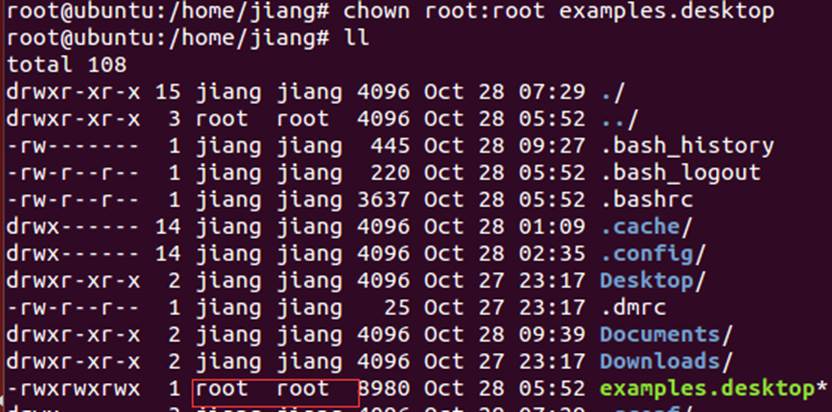 root@ubuntu:/home/jiang# chown root:root examples.desktop
root@ubuntu:/home/jiang# ll
total 108
drwxr-xr-x 15 jiang jiang 4096 Oct 28 07:29 ./
drwxr-xr-x  3 root  root  4096 Oct 28 05:52 ../
-rw-------  1 jiang jiang  445 Oct 28 09:27 .bash_history
-rw-r--r--  1 jiang jiang  220 Oct 28 05:52 .bash_logout
-rw-r--r--  1 jiang jiang 3637 Oct 28 05:52 .bashrc
drwx------ 14 jiang jiang 4096 Oct 28 01:09 .cache/
drwx------ 14 jiang jiang 4096 Oct 28 02:35 .config/
drwxr-xr-x  2 jiang jiang 4096 Oct 27 23:17 Desktop/
-rw-r--r--  1 jiang jiang   25 Oct 27 23:17 .dmrc
drwxr-xr-x  2 jiang jiang 4096 Oct 28 09:39 Documents/
drwxr-xr-x  2 jiang jiang 4096 Oct 27 23:17 Downloads/
-rwxrwxrwx  1 root  root  8980 Oct 28 05:52 examples.desktop*